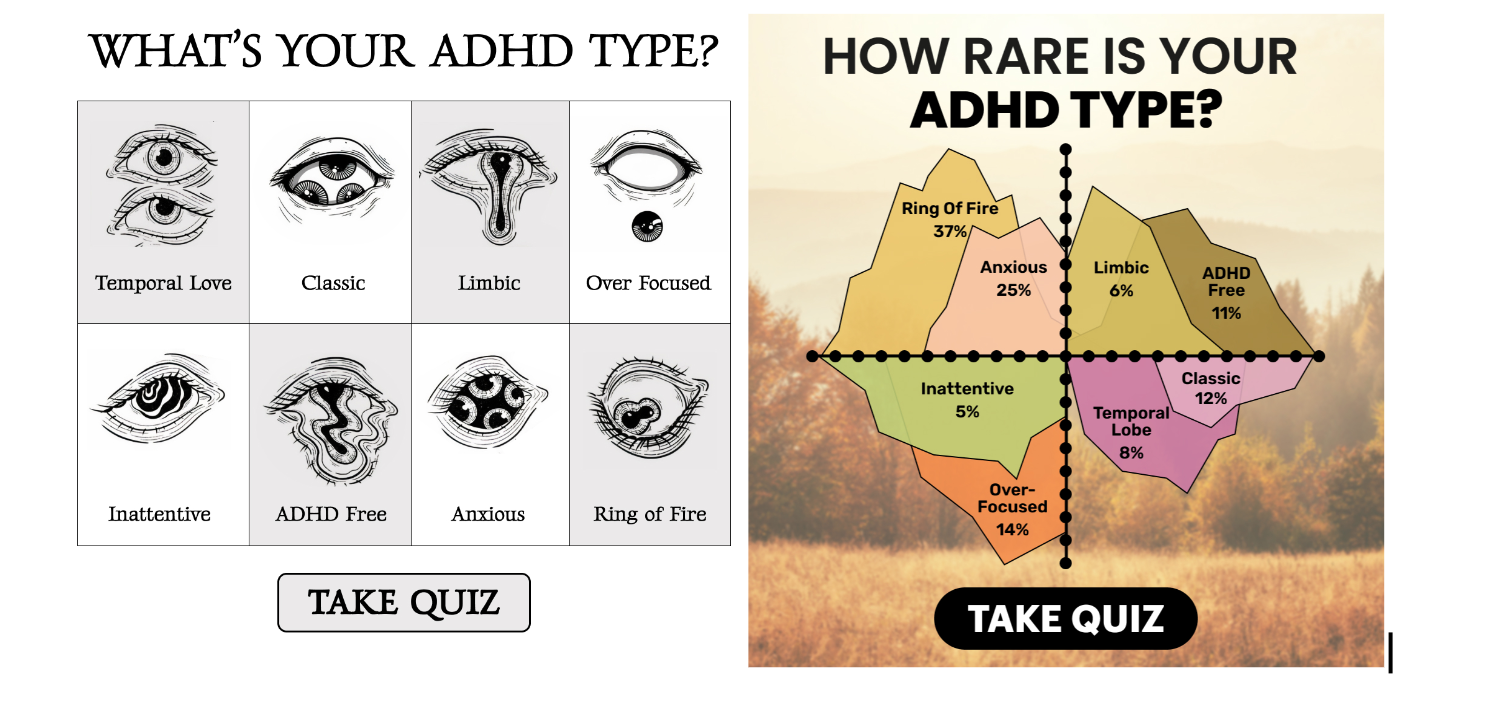 WHAT'S YOUR ADHD TYPE?
Temporal Love
Classic
Limbic
Over Focused
Inattentive
ADHD Free
Anxious
Ring of Fire
TAKE QUIZ
HOW RARE IS YOUR
ADHD TYPE?
Ring Of Fire
37%
Anxious
25%
Limbic
6%
ADHD
Free
11%
Inattentive
5%
Over-
Focused
14%
Temporal
Lobe
8%
Classic
12%
TAKE QUIZ